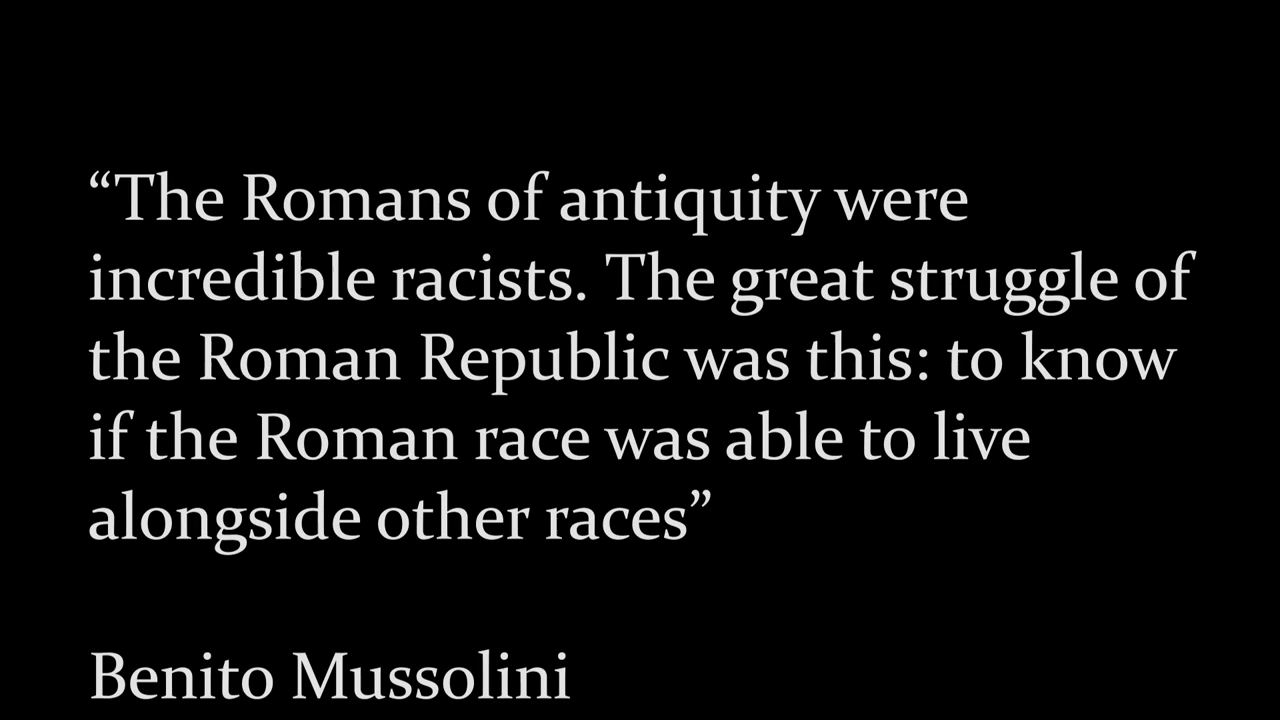 “The Romans of antiquity were
incredible racists. The great struggle of
the Roman Republic was this: to know
if the Roman race was able to live
alongside other races”
Benito Mussolini